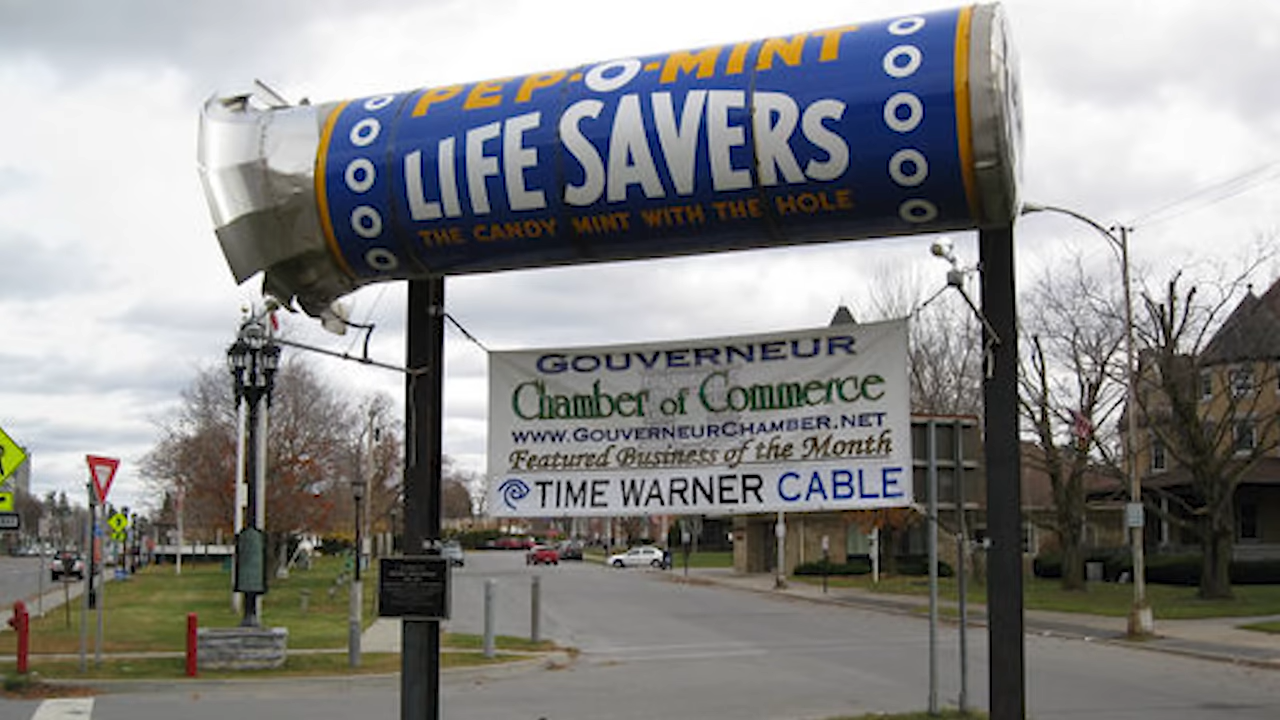 PEP-O-MINT
LIFE SAVERS
THE CANDY MINT WITH THE HOLE
GOUVERNEUR
Chamber of Commerce
WWW.GOUVERNEURCHAMBER.NET
Featured Business of the Month
TIME WARNER CABLE